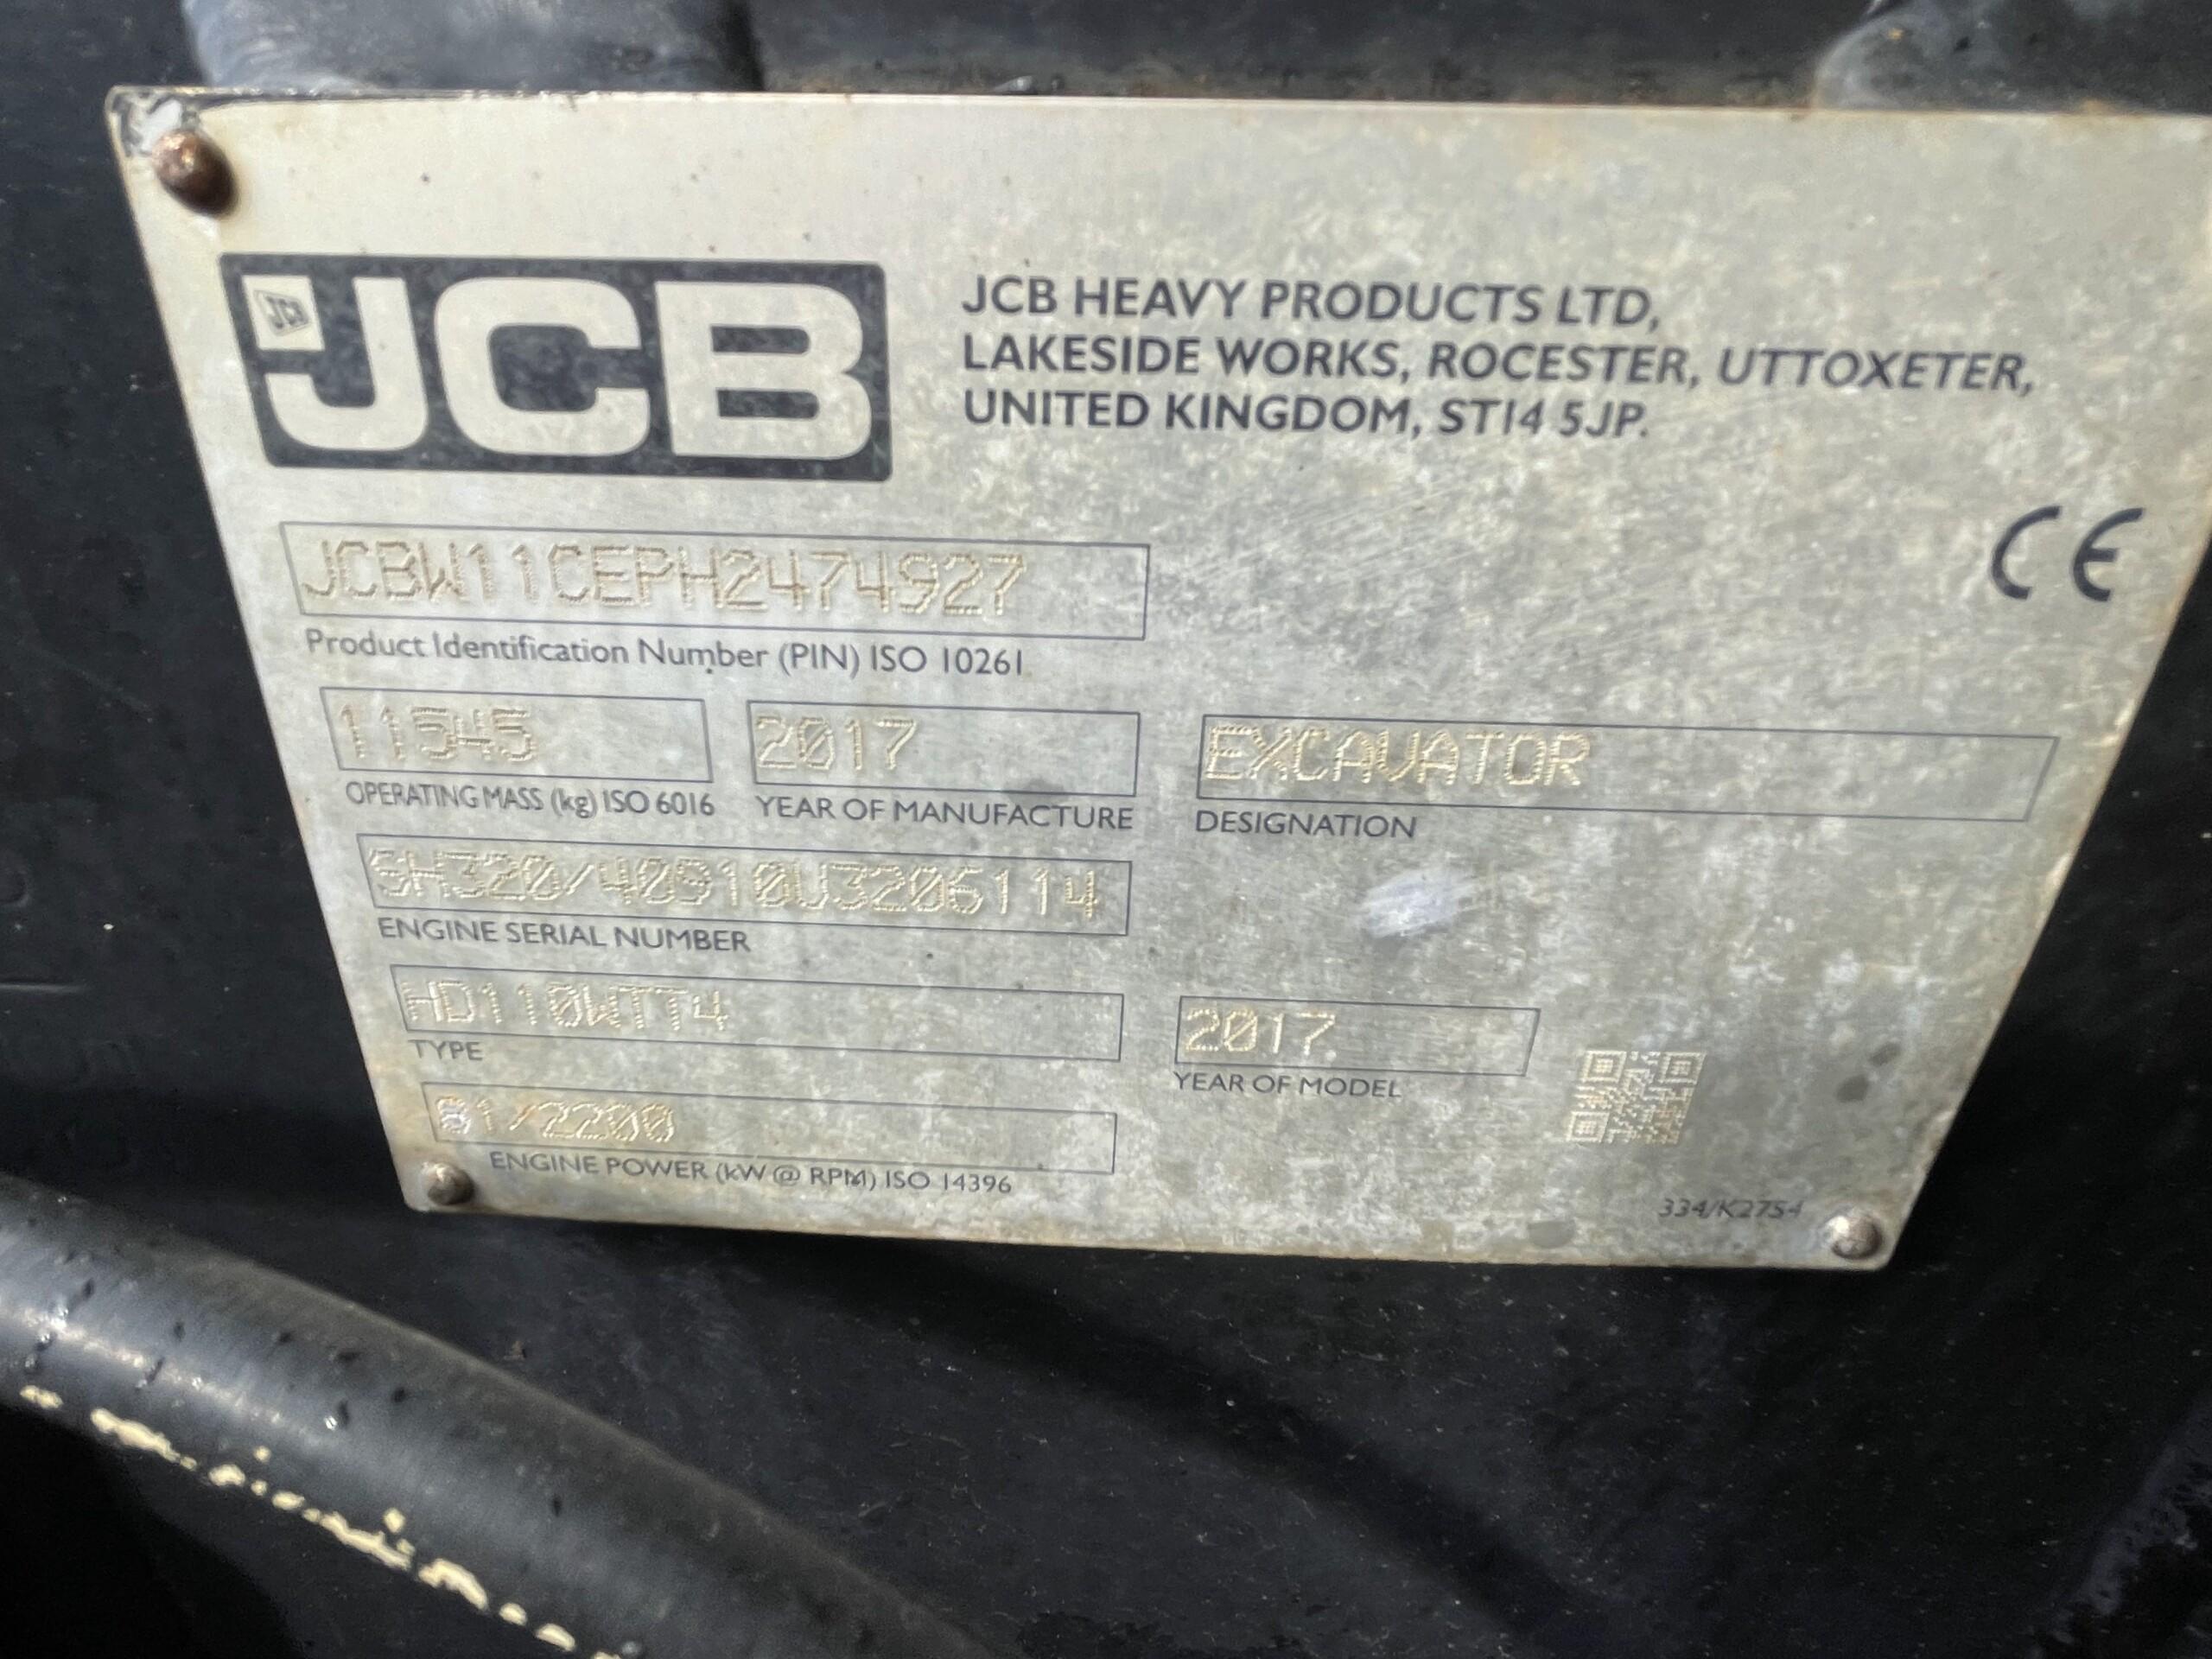 JCB
JCB
JCB HEAVY PRODUCTS LTD,
LAKESIDE WORKS, ROCESTER, UTTOXETER,
UNITED KINGDOM, ST14 5JP.
CE
JCBW11CEPH2474927
Product Identification Number (PIN) ISO 10261
11545
OPERATING MASS (kg) ISO 6016
2017
YEAR OF MANUFACTURE
EXCAVATOR
DESIGNATION
SH320/40910U3206114
ENGINE SERIAL NUMBER
HD110WTT4
TYPE
2017
YEAR OF MODEL
81/2200
ENGINE POWER (kW @ RPM) ISO 14396
334/K2754